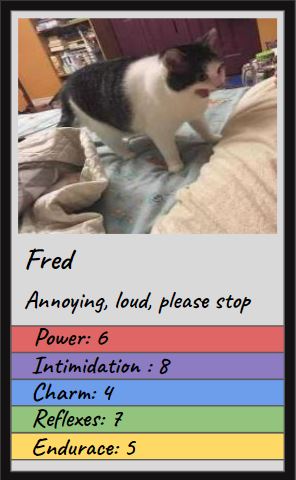 Fred
Annoying, loud, please stop
Power: 6
Intimidation : 8
Charm: 4
Reflexes: 7
Endurace: 5